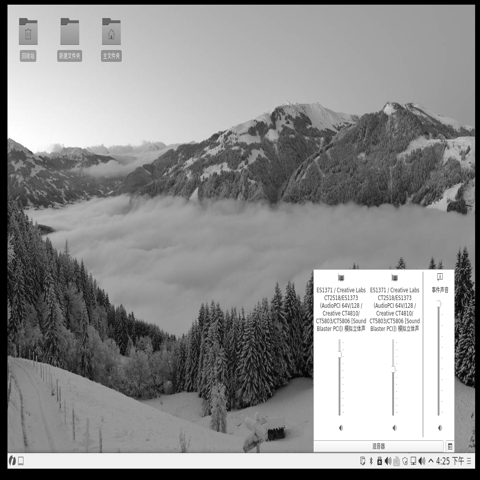 回收站
新建文件夹
主文件夹
ES1371 / Creative Labs
CT2518/ES1373
(AudioPCI) 64V/128 /
Creative CT4810/
CT5803/CT5806 [Sound
Blaster PCI]) 模拟立体声
ES1371 / Creative Labs
CT2518/ES1373
(AudioPCI) 64V/128 /
Creative CT4810/
CT5803/CT5806 [Sound
Blaster PCI]) 模拟立体声
事件声音
混音器
4:25 下午